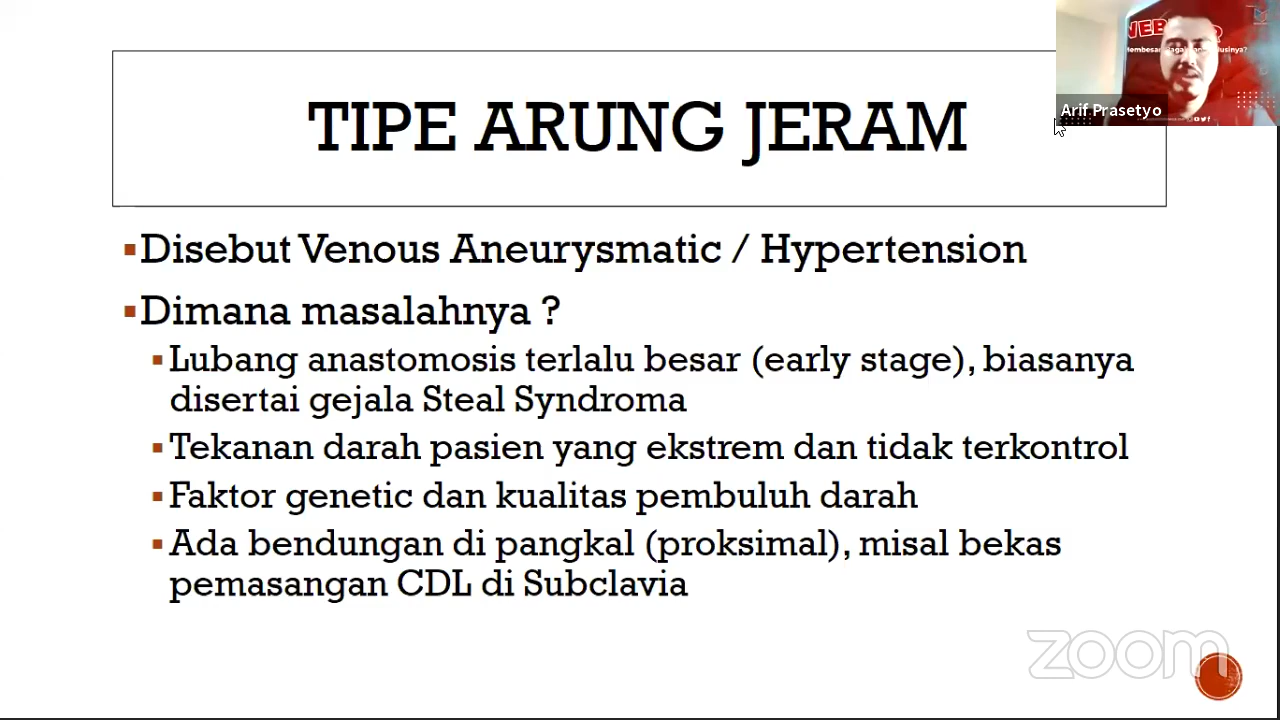 TIPE ARUNG JERAM
Arif Prasetyo
▪Disebut Venous Aneurysmatic / Hypertension
▪Dimana masalahnya ?
▪Lubang anastomosis terlalu besar (early stage), biasanya
disertai gejala Steal Syndroma
▪Tekanan darah pasien yang ekstrem dan tidak terkontrol
▪Faktor genetic dan kualitas pembuluh darah
▪Ada bendungan di pangkal (proksimal), misal bekas
pemasangan CDL di Subclavia
zoom